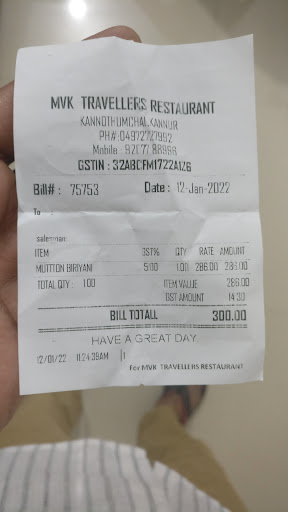 MVK TRAVELLERS RESTAURANT
KANNOTHUMCHAL,KANNUR
PH# 04972727992
Mobile :
GSTIN : 32ABCFM1722A1Z6
Bill# : 75753 Date : 12-Jan-2022
To :
salesman:
ITEM GST% QTY RATE AMOUNT
MUTTON BIRIYANI 5.00 1.00 286.00 286.00
TOTAL QTY : 1.00 ITEM VALUE 286.00
GST AMOUNT 14.30
BILL TOTALL 300.00
HAVE A GREAT DAY
12/01/22 11:24:39AM 1
For MVK TRAVELLERS RESTAURANT